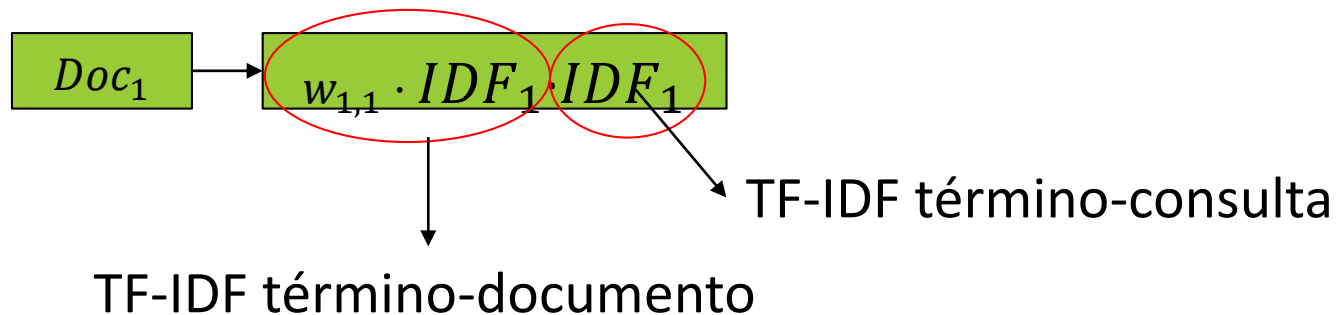 Doc₁
w₁,₁ · IDF₁·IDF₁
TF-IDF término-consulta
TF-IDF término-documento